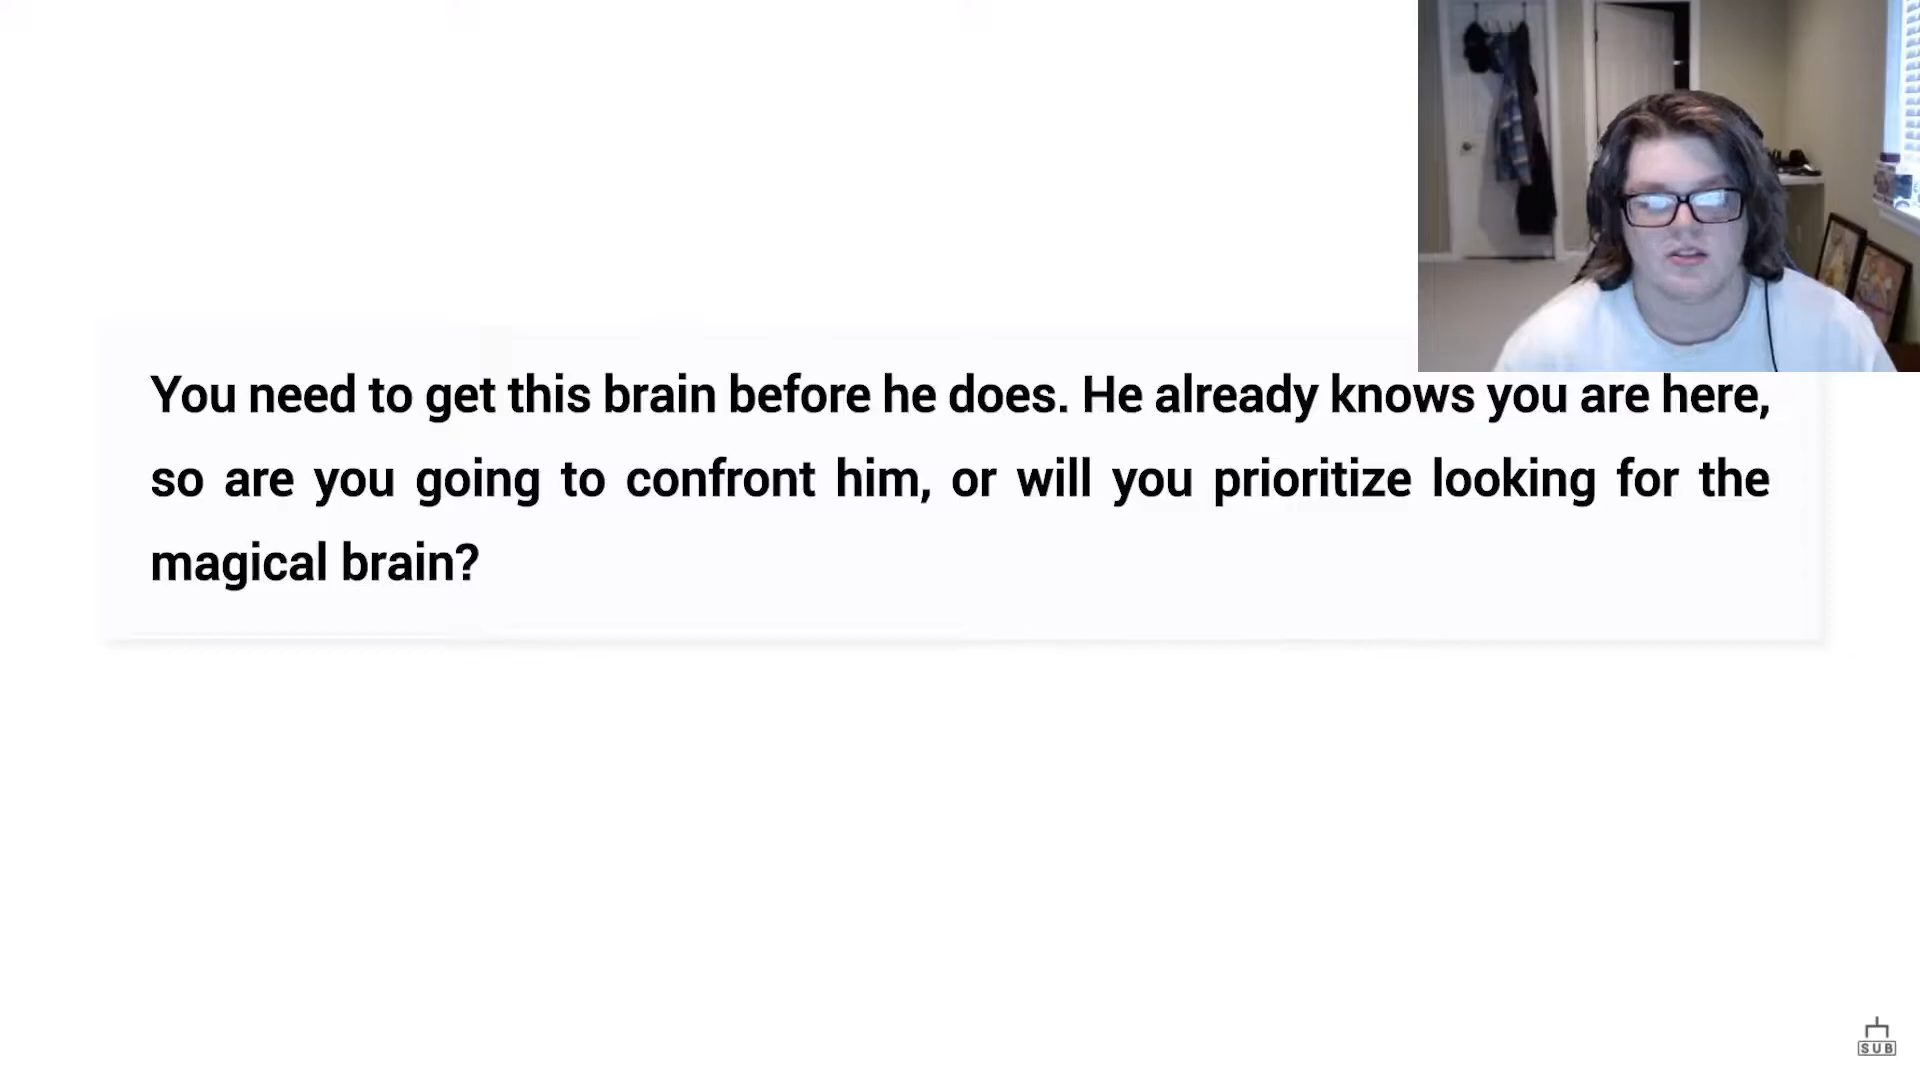 You need to get this brain before he does. He already knows you are here,
so are you going to confront him, or will you prioritize looking for the
magical brain?
SUB